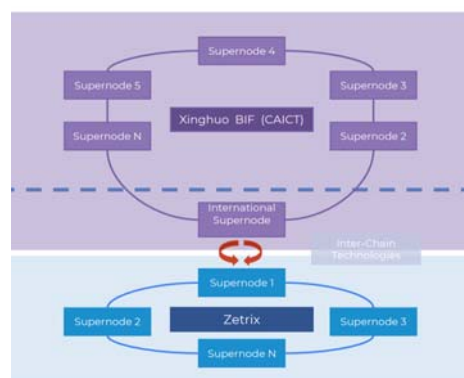 Supernode 4
Supernode 5
Supernode 3
Xinghuo BIF (CAICT)
Supernode N
Supernode 2
International
Supernode
Inter-Chain
Technologies
Supernode 1
Supernode 2
Zetrix
Supernode 3
Supernode N